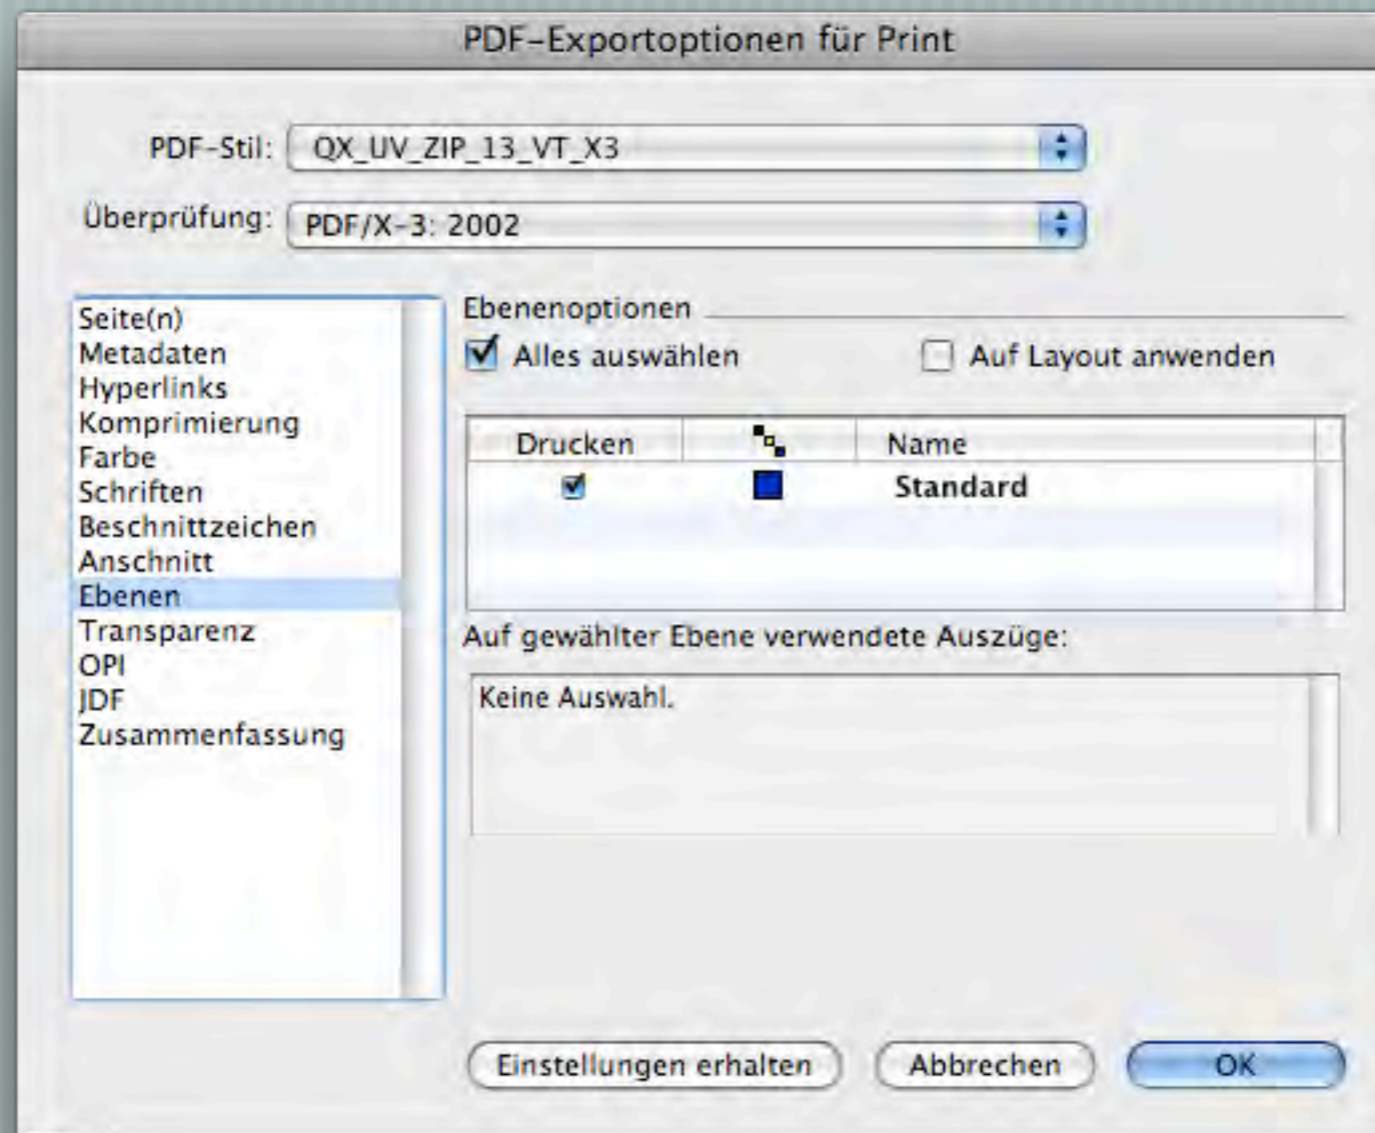 PDF-Exportoptionen für Print
PDF-Stil: QX_UV_ZIP_13_VT_X3
Überprüfung: PDF/X-3: 2002
Seite(n)
Metadaten
Hyperlinks
Komprimierung
Farbe
Schriften
Beschnittzeichen
Anschnitt
Ebenen
Transparenz
OPI
JDF
Zusammenfassung
Ebenenoptionen
Alles auswählen Auf Layout anwenden
Drucken Name
Standard
Auf gewählter Ebene verwendete Auszüge:
Keine Auswahl.
Einstellungen erhalten Abbrechen OK